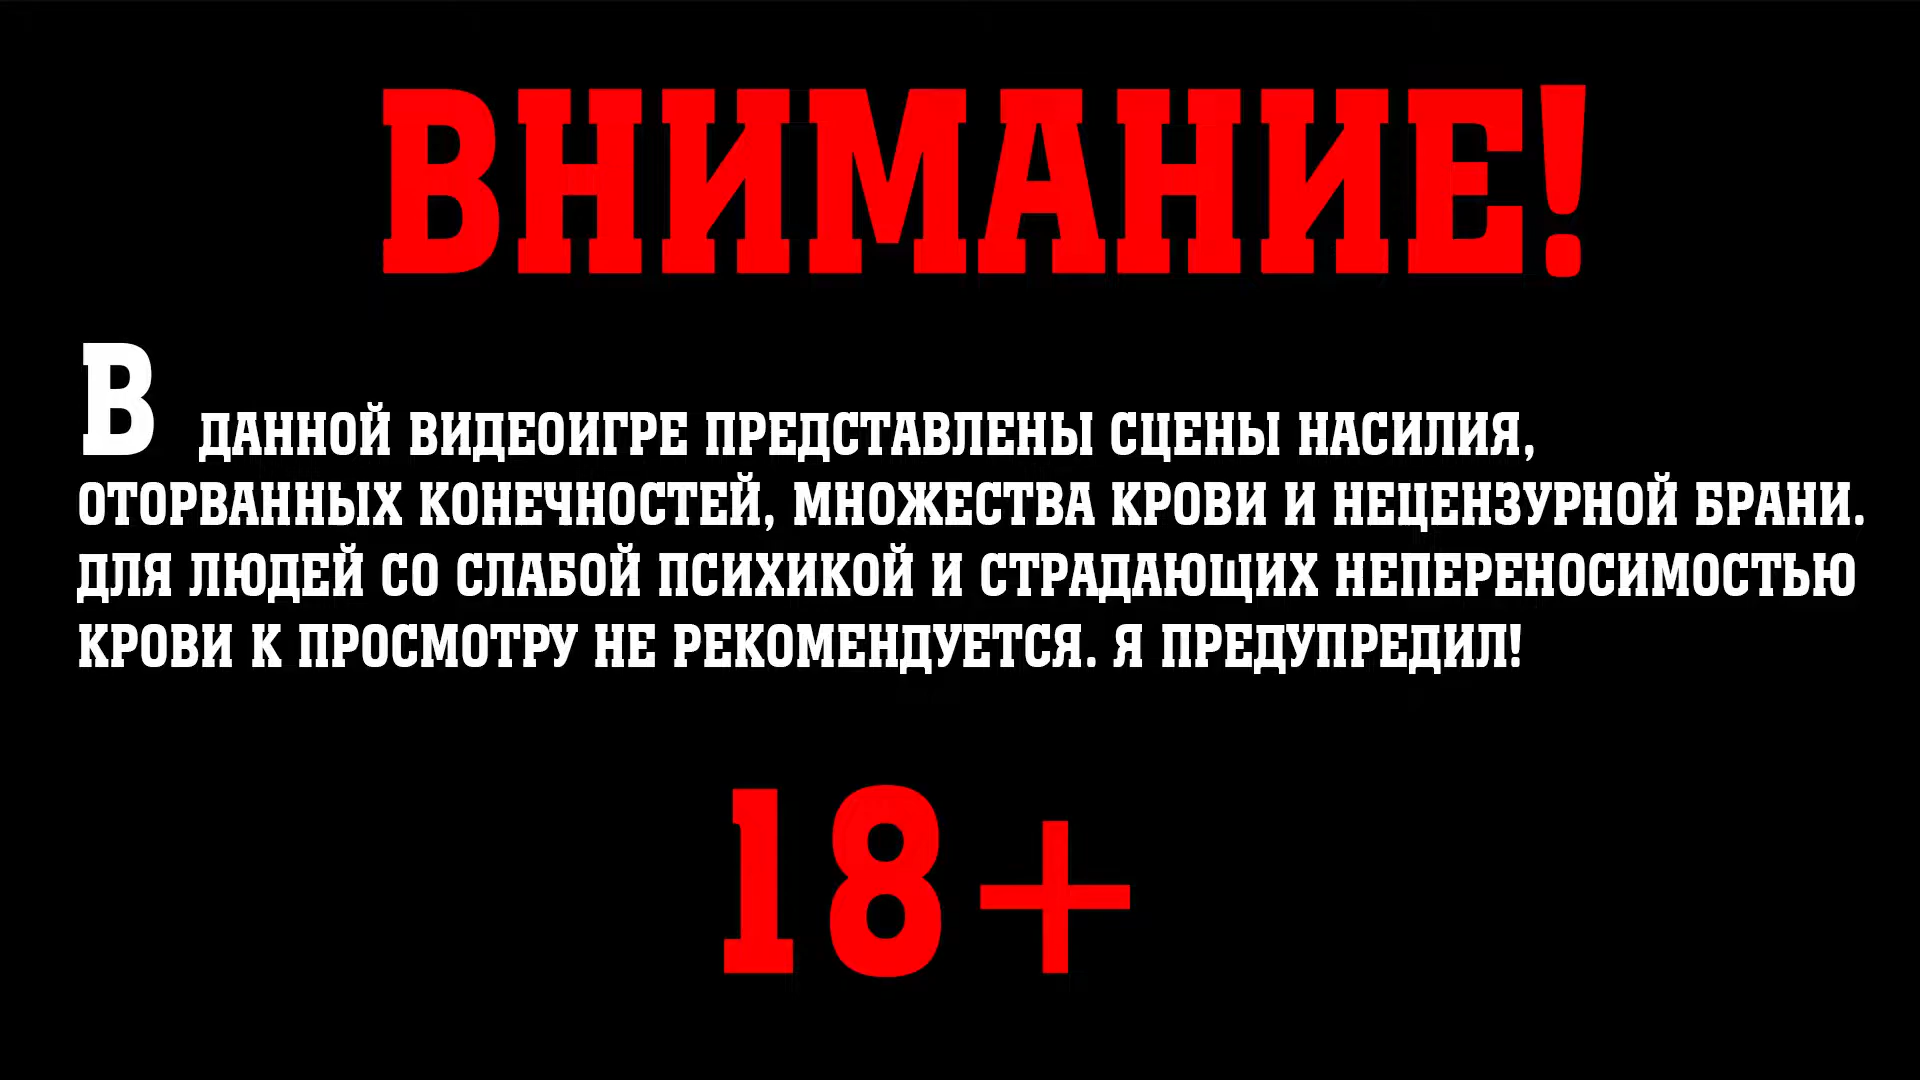 ВНИМАНИЕ!
В ДАННОЙ ВИДЕОИГРЕ ПРЕДСТАВЛЕНЫ СЦЕНЫ НАСИЛИЯ,
ОТОРВАННЫХ КОНЕЧНОСТЕЙ, МНОЖЕСТВА КРОВИ И НЕЦЕНЗУРНОЙ БРАНИ.
ДЛЯ ЛЮДЕЙ СО СЛАБОЙ ПСИХИКОЙ И СТРАДАЮЩИХ НЕПЕРЕНОСИМОСТЬЮ
КРОВИ К ПРОСМОТРУ НЕ РЕКОМЕНДУЕТСЯ. Я ПРЕДУПРЕДИЛ!
18+